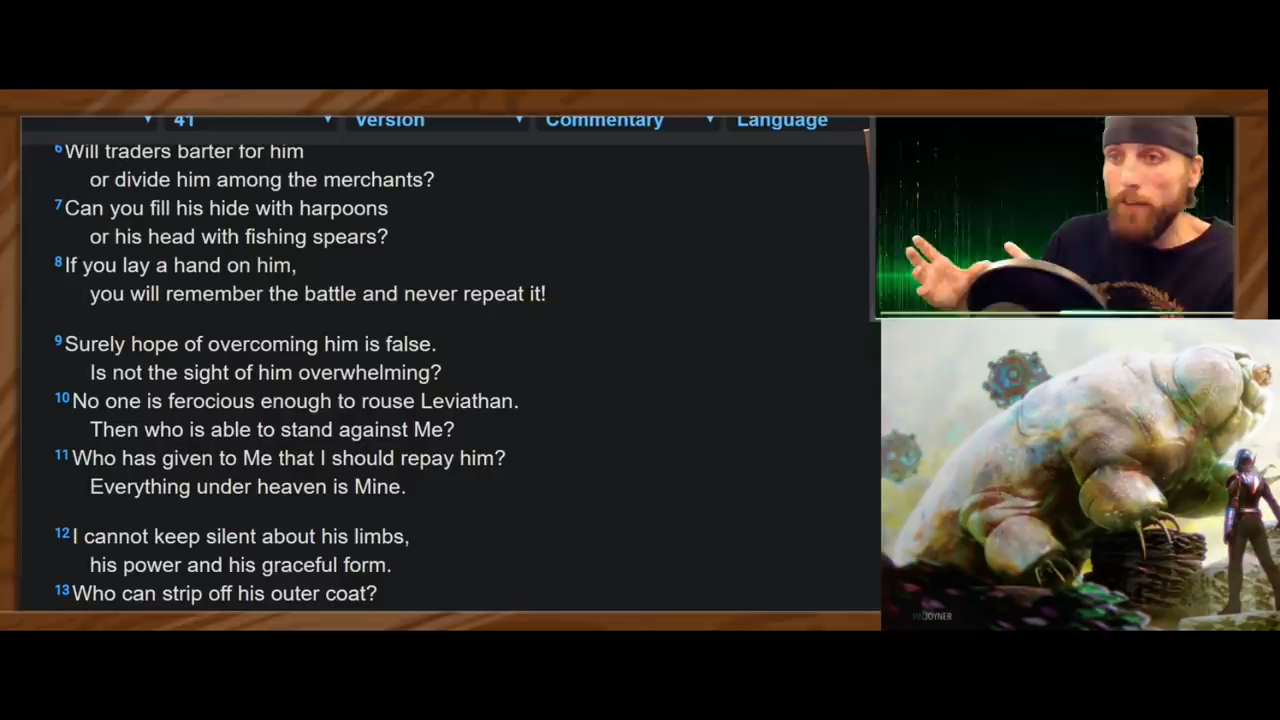 41 Version Commentary Language
6Will traders barter for him
or divide him among the merchants?
7Can you fill his hide with harpoons
or his head with fishing spears?
8If you lay a hand on him,
you will remember the battle and never repeat it!
9Surely hope of overcoming him is false.
Is not the sight of him overwhelming?
10No one is ferocious enough to rouse Leviathan.
Then who is able to stand against Me?
11Who has given to Me that I should repay him?
Everything under heaven is Mine.
12I cannot keep silent about his limbs,
his power and his graceful form.
13Who can strip off his outer coat?
JOYNER